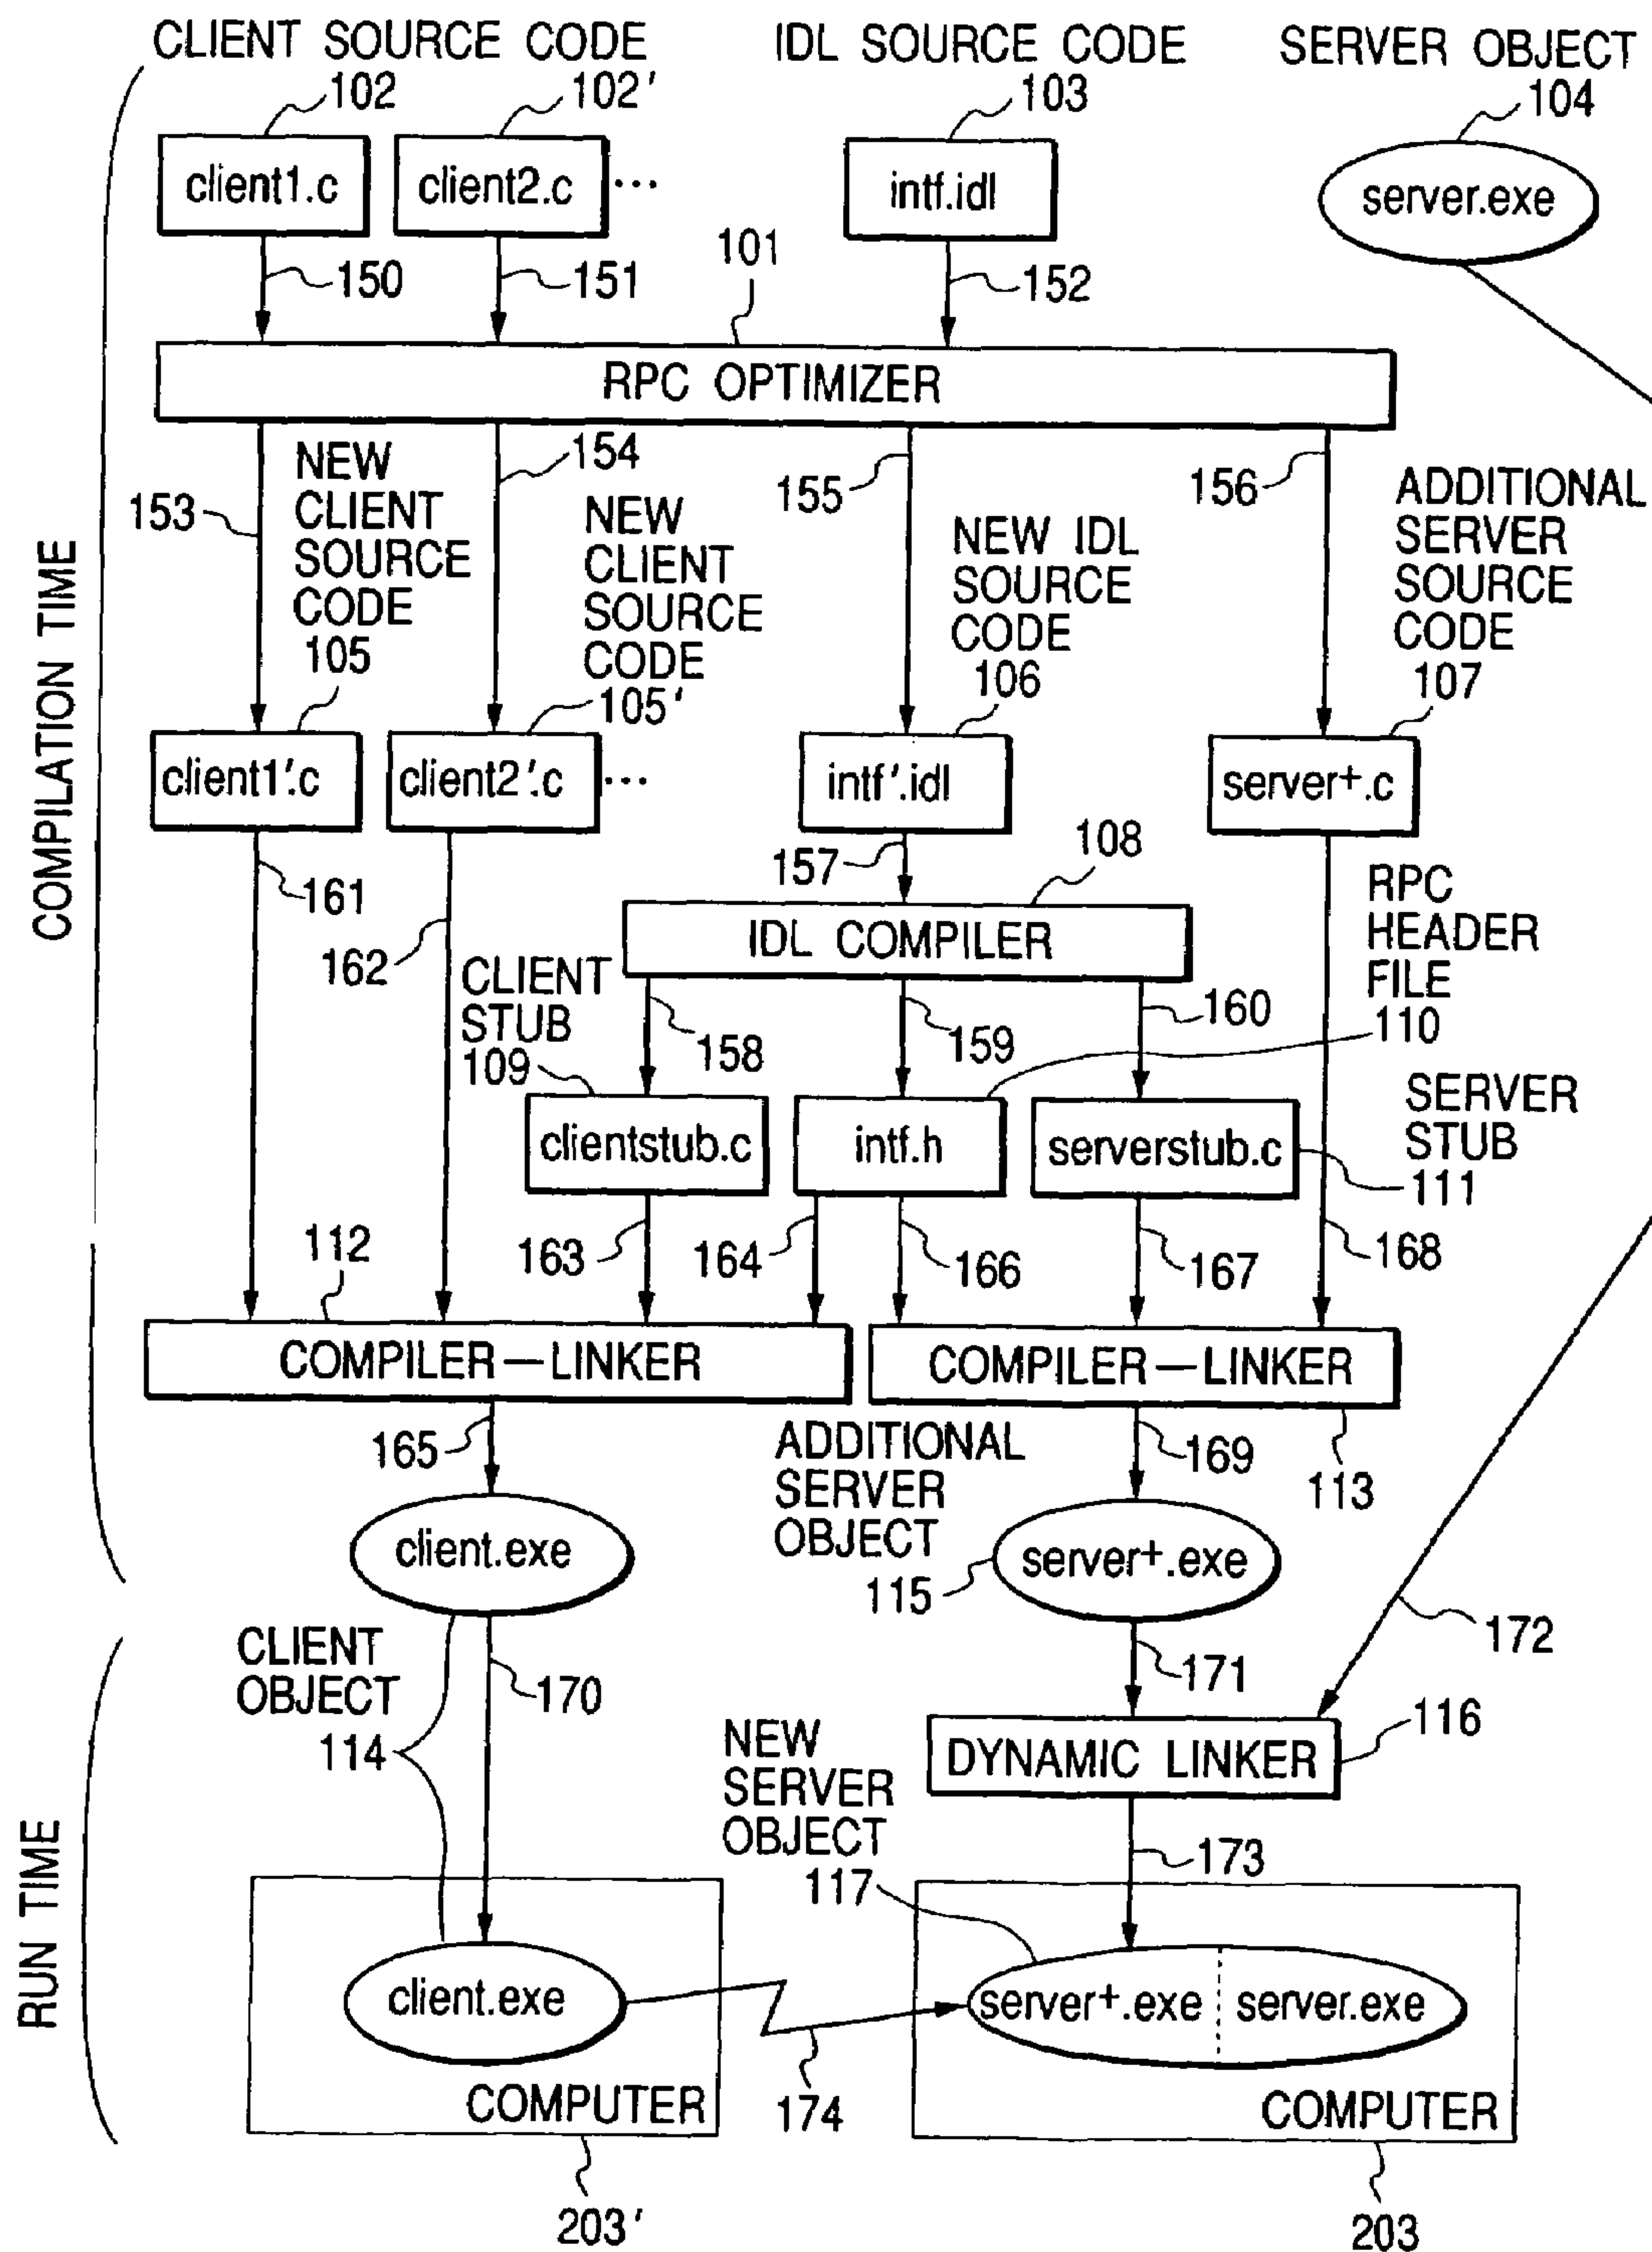 CLIENT SOURCE CODE
IDL SOURCE CODE
SERVER OBJECT
102
102'
103
104
client1.c
client2.c
...
intf.idl
server.exe
150
151
101
152
RPC OPTIMIZER
153
NEW
CLIENT
SOURCE
CODE
105
154
NEW
CLIENT
SOURCE
CODE
105'
155
NEW IDL
SOURCE
CODE
106
156
ADDITIONAL
SERVER
SOURCE
CODE
107
COMPILATION TIME
client1'.c
client2'.c
...
intf'.idl
server+.c
161
162
157
108
IDL COMPILER
RPC
HEADER
FILE
110
CLIENT
STUB
109
158
159
160
clientstub.c
intf.h
serverstub.c
SERVER
STUB
111
112
163
164
166
167
168
COMPILER—LINKER
COMPILER—LINKER
165
ADDITIONAL
SERVER
OBJECT
115
169
113
client.exe
server+.exe
172
CLIENT
OBJECT
114
170
171
116
DYNAMIC LINKER
NEW
SERVER
OBJECT
117
173
RUN TIME
client.exe
server+.exe
server.exe
COMPUTER
174
COMPUTER
203'
203